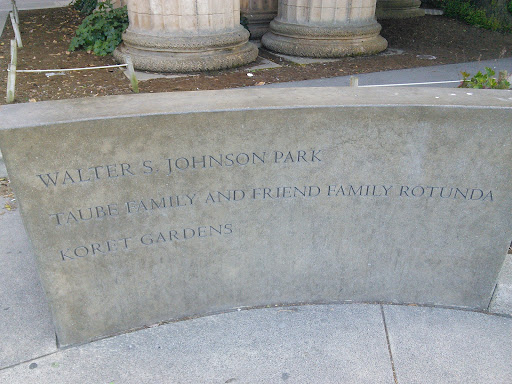 WALTER S. JOHNSON PARK
TAUBE FAMILY AND FRIEND FAMILY ROTUNDA
KORET GARDENS